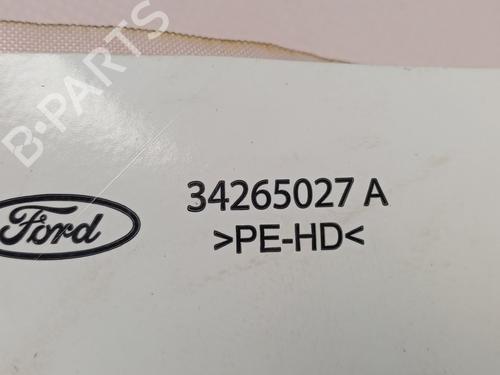 B-PARTS
Ford
34265027 A
>PE-HD<